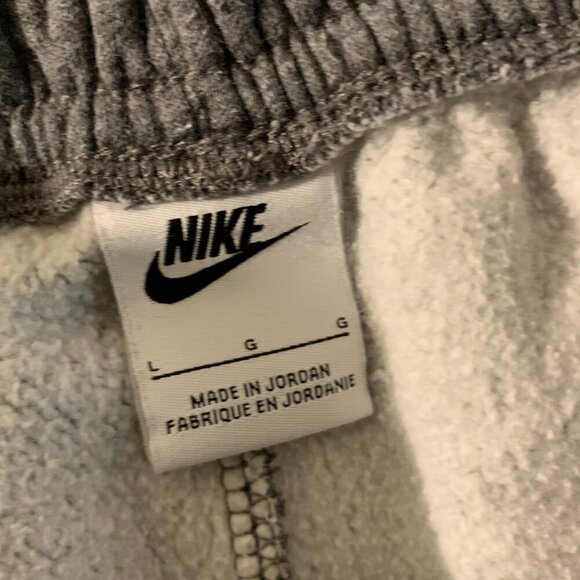 NIKE
L G G
MADE IN JORDAN
FABRIQUE EN JORDANIE